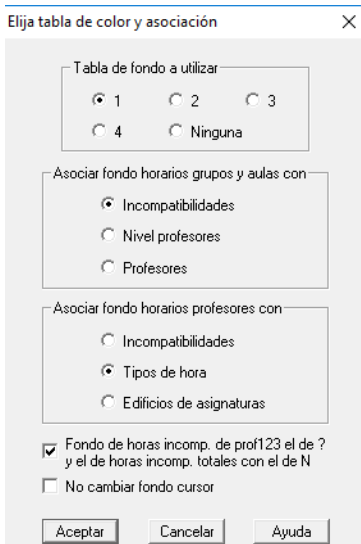 Elija tabla de color y asociación
Tabla de fondo a utilizar
1 2 3
4 Ninguna
Asociar fondo horarios grupos y aulas con
Incompatibilidades
Nivel profesores
Profesores
Asociar fondo horarios profesores con
Incompatibilidades
Tipos de hora
Edificios de asignaturas
Fondo de horas incomp. de prof123 el de ?
y el de horas incomp. totales con el de N
No cambiar fondo cursor
Aceptar Cancelar Ayuda